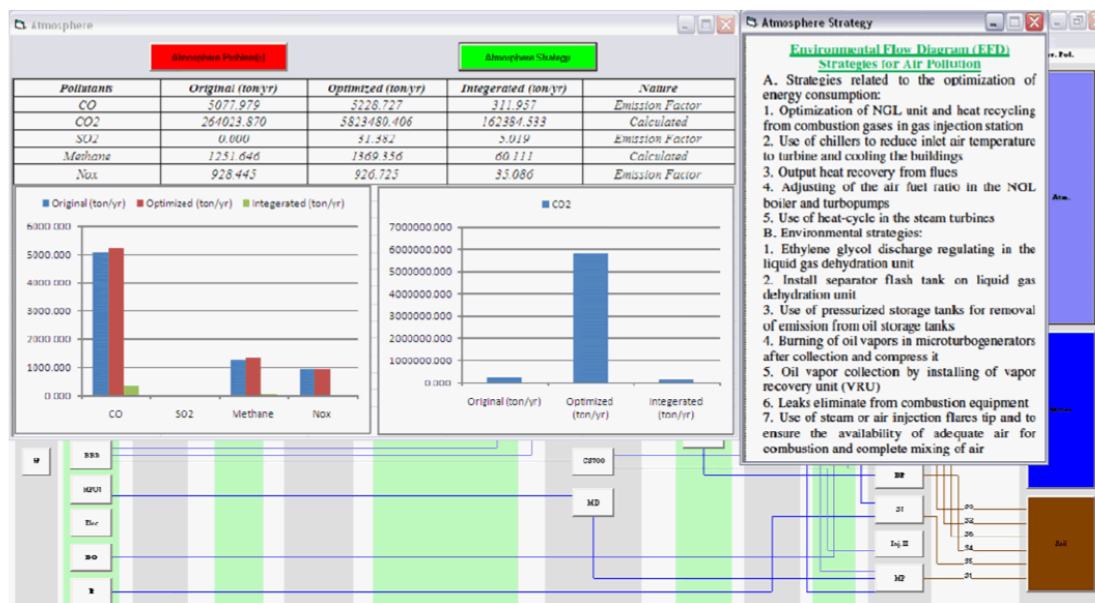 Atmosphere
Atmosphere Strategy
Pollutants Original (ton/yr) Optimized (ton/yr) Integerated (ton/yr) Nature
CO 5077.979 5228.727 311.957 Emission Factor
CO2 264023.870 5823480.406 162384.533 Calculated
SO2 0.000 31.382 5.019 Emission Factor
Methane 1251.646 1369.356 60.111 Calculated
Nox 928.445 926.725 35.086 Emission Factor
Original (ton/yr) Optimized (ton/yr) Integerated (ton/yr)
6000.000
5000.000
4000.000
3000.000
2000.000
1000.000
0.000
CO SO2 Methane Nox
CO2
7000000.000
6000000.000
5000000.000
4000000.000
3000000.000
2000000.000
1000000.000
0.000
Original (ton/yr) Optimized (ton/yr) Integerated (ton/yr)
Atmosphere Strategy
Environmental Flow Diagram (EFD)
Strategies for Air Pollution
A. Strategies related to the optimization of
energy consumption:
1. Optimization of NGL unit and heat recycling
from combustion gases in gas injection station
2. Use of chillers to reduce inlet air temperature
to turbine and cooling the buildings
3. Output heat recovery from flues
4. Adjusting of the air fuel ratio in the NGL
boiler and turbopumps
5. Use of heat-cycle in the steam turbines
B. Environmental strategies:
1. Ethylene glycol discharge regulating in the
liquid gas dehydration unit
2. Install separator flash tank on liquid gas
dehydration unit
3. Use of pressurized storage tanks for removal
of emission from oil storage tanks
4. Burning of oil vapors in microturbogenerators
after collection and compress it
5. Oil vapor collection by installing of vapor
recovery unit (VRU)
6. Leaks eliminate from combustion equipment
7. Use of steam or air injection flares tip and to
ensure the availability of adequate air for
combustion and complete mixing of air
Atm.
MD
MP
Soil